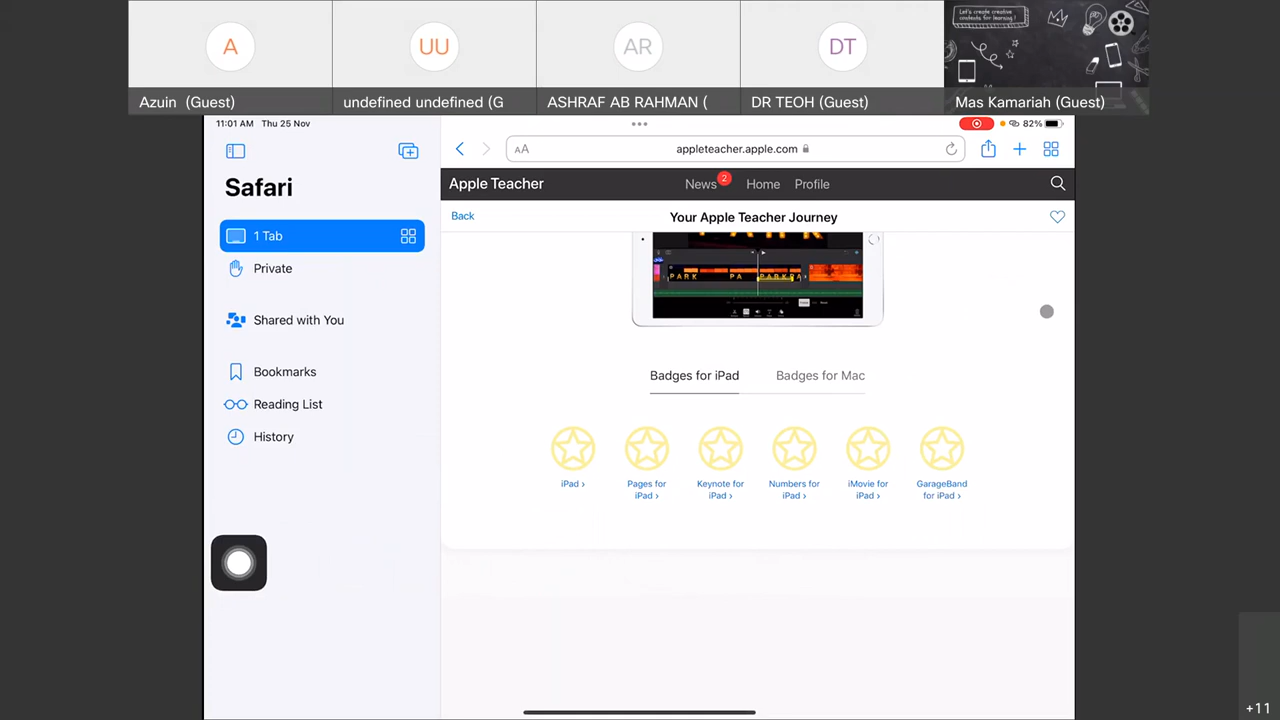 A
UU
AR
DT
Let's create creative
contents for learning!
Azuin (Guest)
undefined undefined (G
ASHRAF AB RAHMAN (
DR TEOH (Guest)
Mas Kamariah (Guest)
11:01 AM Thu 25 Nov
82%
AA
appleteacher.apple.com
Safari
Apple Teacher
News
2
Home
Profile
Back
Your Apple Teacher Journey
1 Tab
Private
Shared with You
Bookmarks
Reading List
History
PARK
PA
PARK
Badges for iPad
Badges for Mac
iPad ›
Pages for
iPad ›
Keynote for
iPad ›
Numbers for
iPad ›
iMovie for
iPad ›
GarageBand
for iPad ›
+11